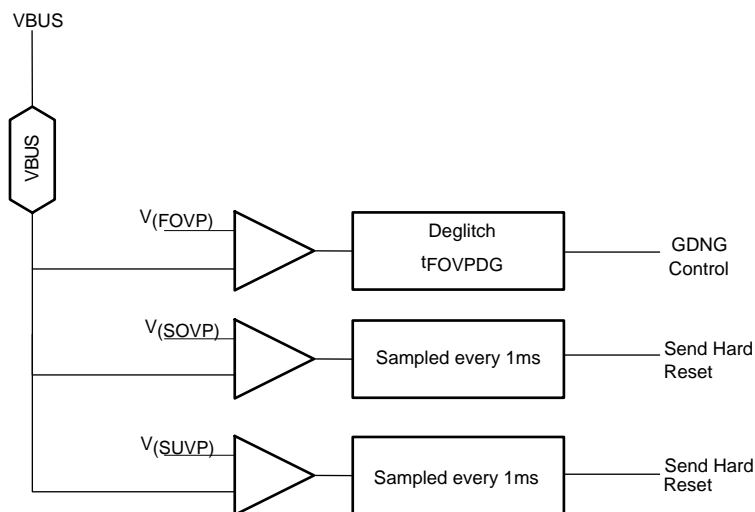 VBUS
VBUS
V(FOVP)
Deglitch
tFOVPDG
GDNG
Control
V(SOVP)
Sampled every 1ms
Send Hard
Reset
V(SUVP)
Sampled every 1ms
Send Hard
Reset